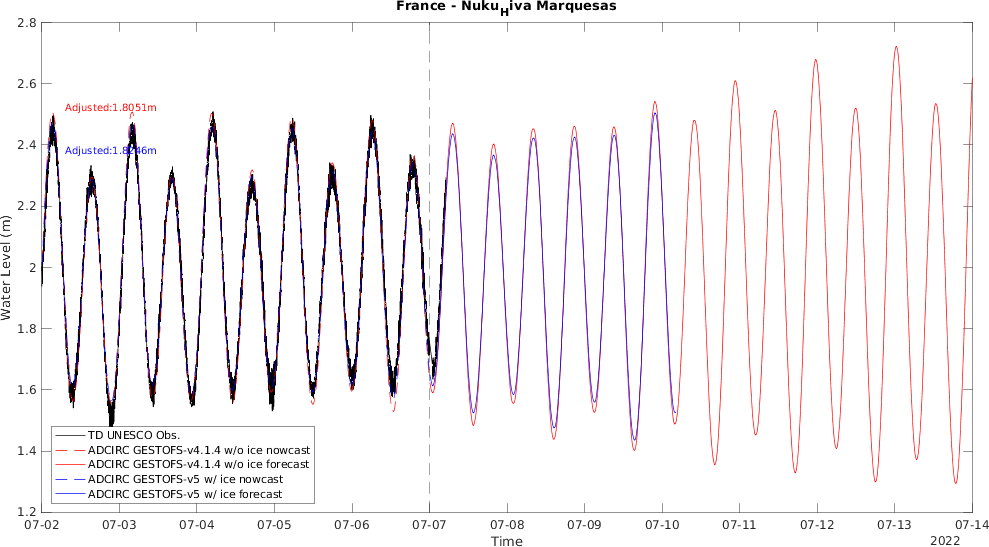 France - Nuku_Hiva Marquesas
2.8
2.6
2.4
2.2
2
1.8
1.6
1.4
1.2
Water Level (m)
Adjusted:1.8051m
Adjusted:1.8246m
TD UNESCO Obs.
ADCIRC GESTOFS-v4.1.4 w/o ice nowcast
ADCIRC GESTOFS-v4.1.4 w/o ice forecast
ADCIRC GESTOFS-v5 w/ ice nowcast
ADCIRC GESTOFS-v5 w/ ice forecast
07-02 07-03 07-04 07-05 07-06 07-07 07-08 07-09 07-10 07-11 07-12 07-13 07-14
Time
2022